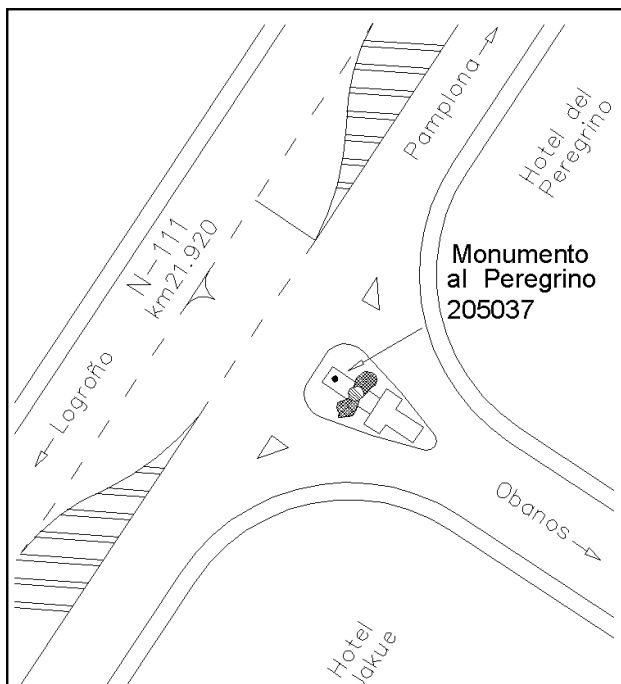 Pamplona
Hotel del
Peregrino
N-111
km21.920
Monumento
al Peregrino
205037
Logroño
Obanos
Hotel
Jakue